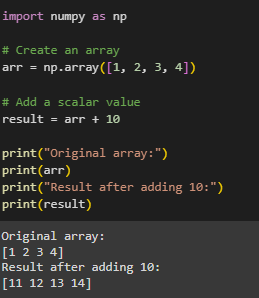 import numpy as np
# Create an array
arr = np.array([1, 2, 3, 4])
# Add a scalar value
result = arr + 10
print("Original array:")
print(arr)
print("Result after adding 10:")
print(result)
Original array:
[1 2 3 4]
Result after adding 10:
[11 12 13 14]